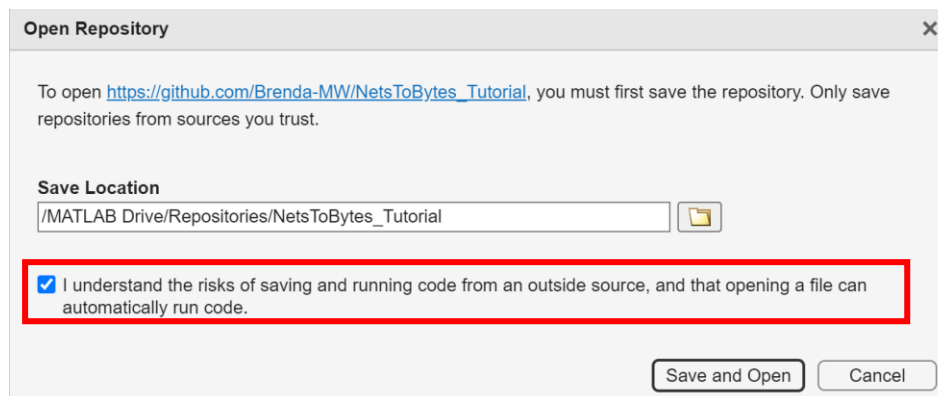 Open Repository
To open https://github.com/Brenda-MW/NetsToBytes_Tutorial, you must first save the repository. Only save
repositories from sources you trust.
Save Location
/MATLAB Drive/Repositories/NetsToBytes_Tutorial
I understand the risks of saving and running code from an outside source, and that opening a file can
automatically run code.
Save and Open Cancel